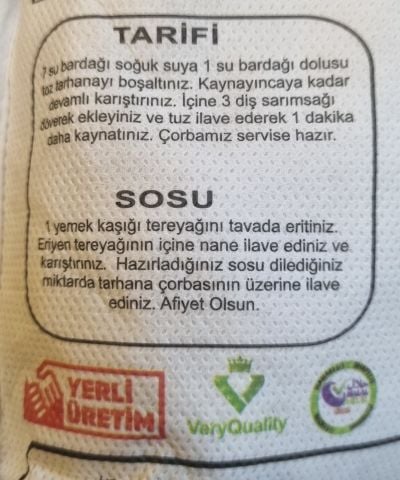 TARİFİ
7 su bardağı soğuk suya 1 su bardağı dolusu
toz tarhanayı boşaltınız. Kaynayıncaya kadar
devamlı karıştırınız. İçine 3 diş sarımsağı
döverek ekleyiniz ve tuz ilave ederek 1 dakika
daha kaynatınız. Çorbamız servise hazır.
SOSU
1 yemek kaşığı tereyağını tavada eritiniz.
Eriyen tereyağının içine nane ilave ediniz ve
karıştırınız. Hazırladığınız sosu dilediğiniz
miktarda tarhana çorbasının üzerine ilave
ediniz. Afiyet Olsun.
YERLİ
ÜRETİM
VeryQuality